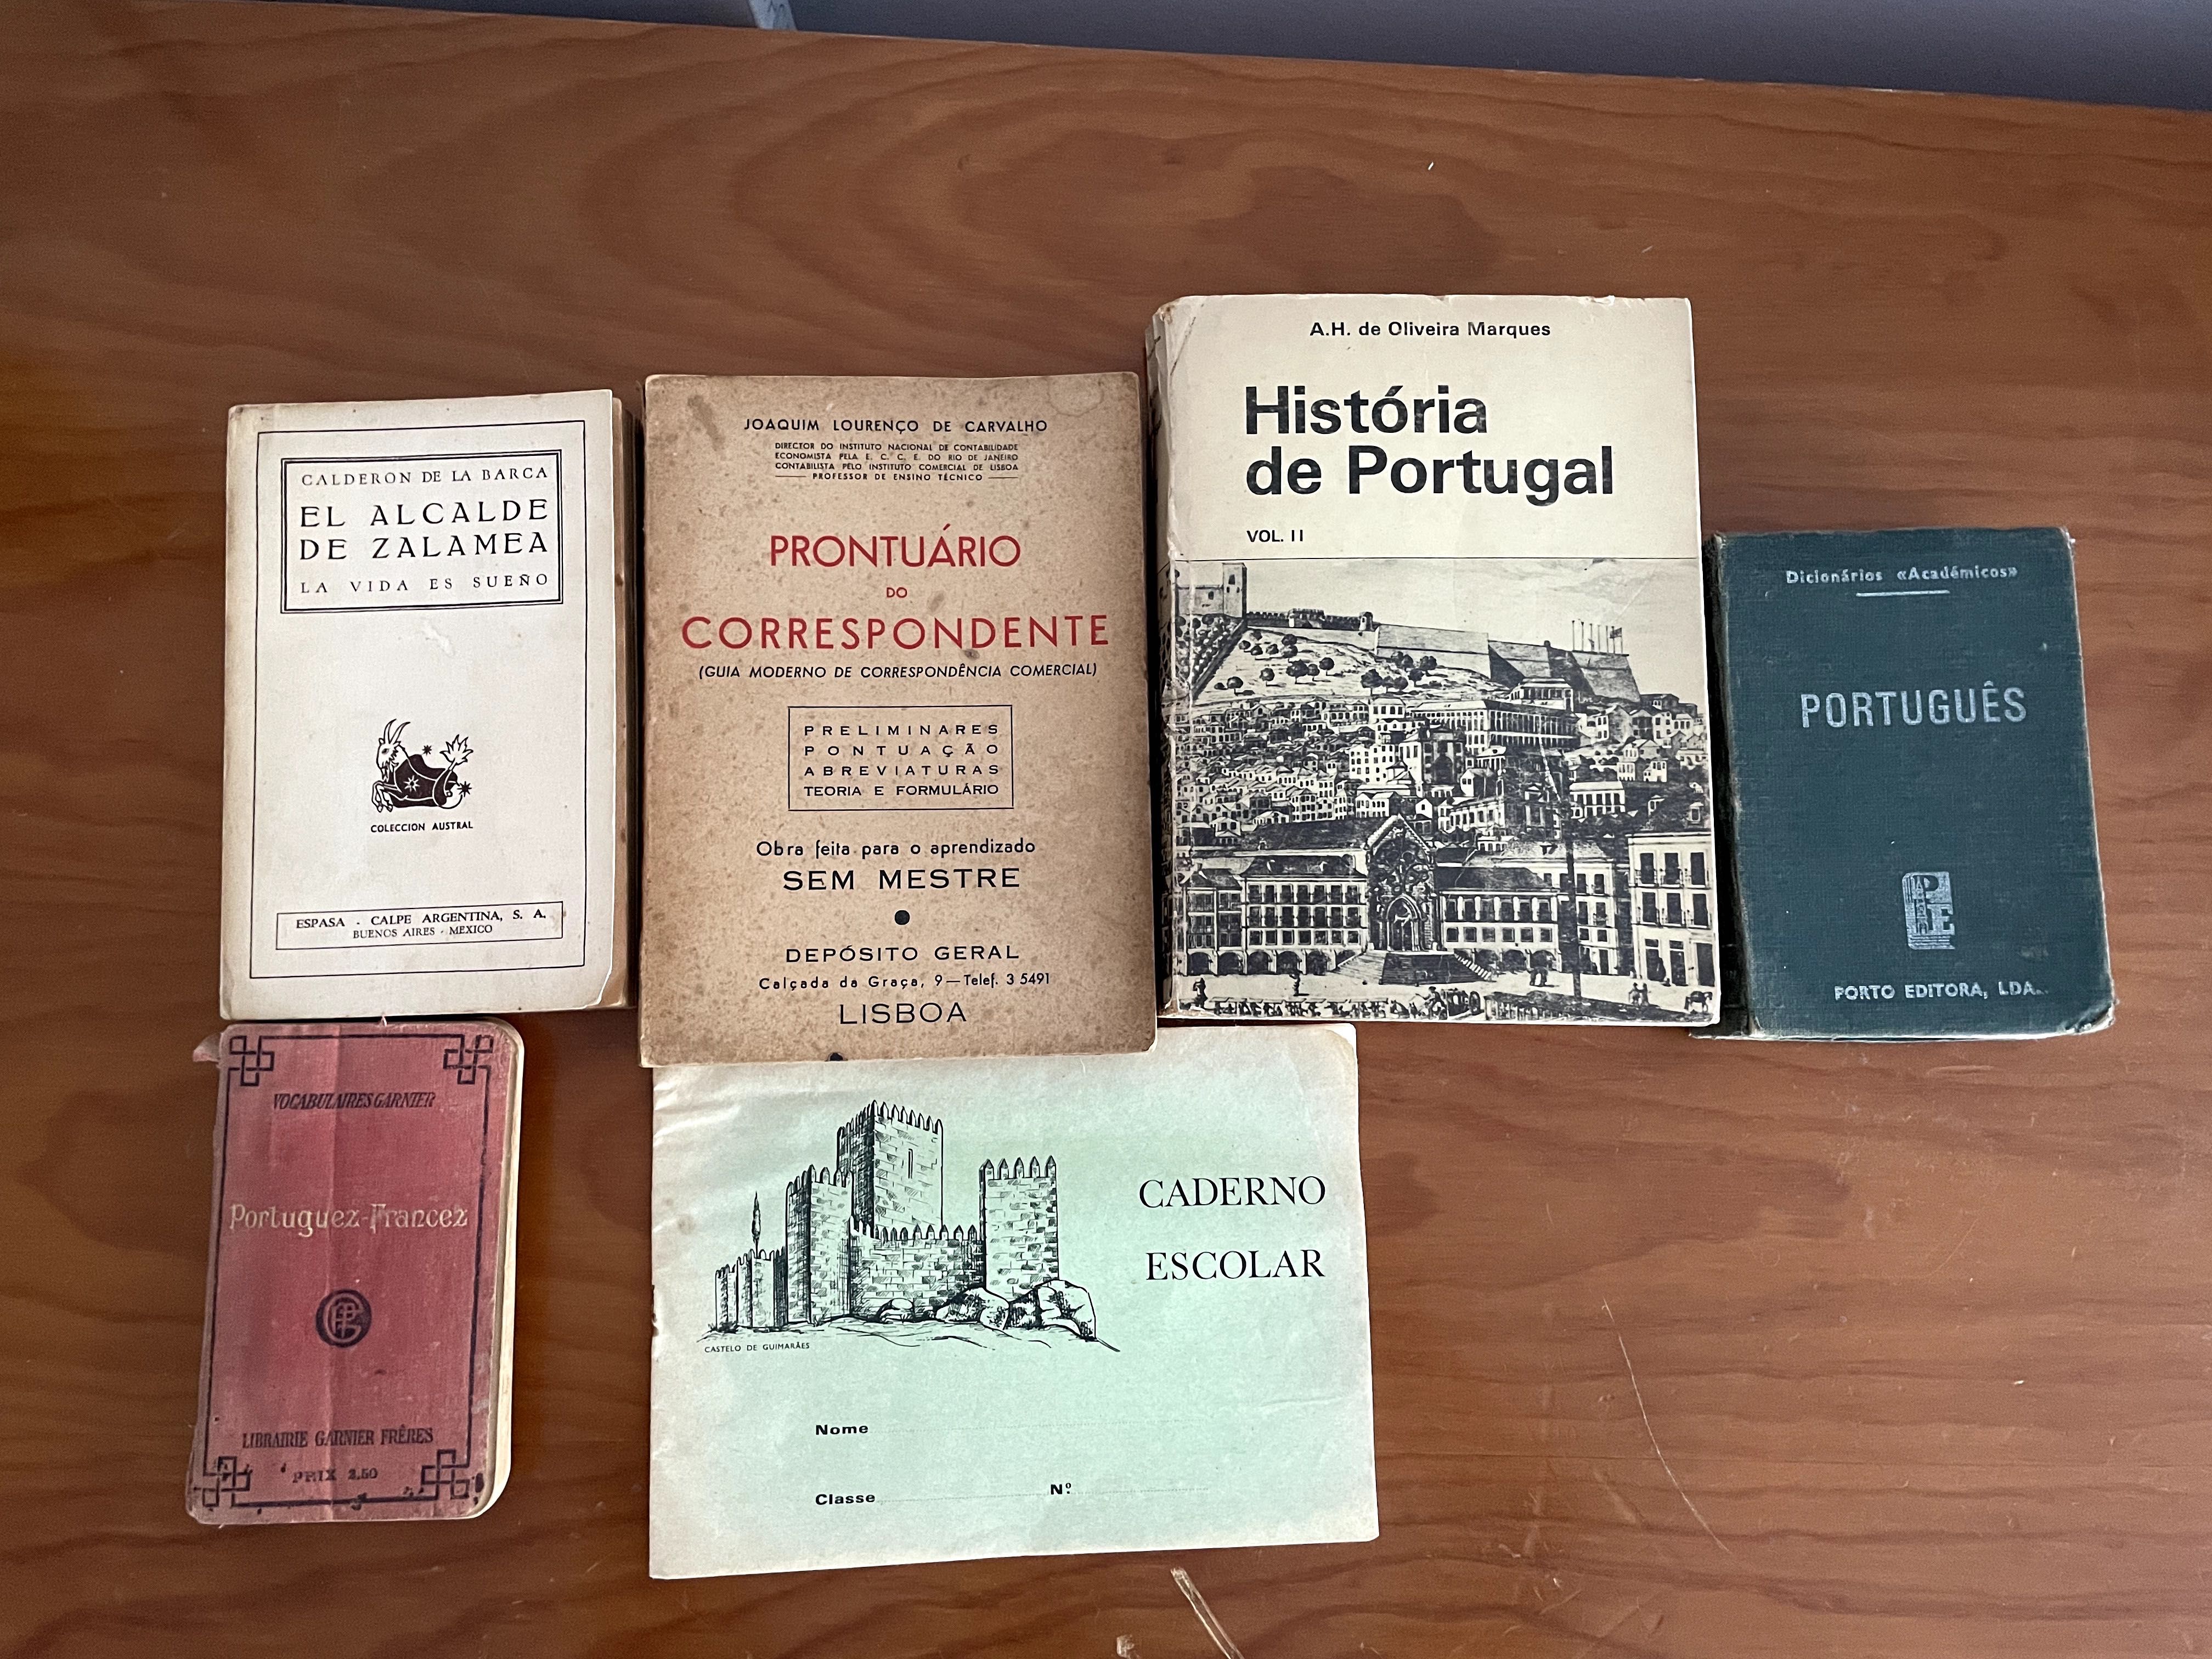 CALDERON DE LA BARCA
EL ALCALDE
DE ZALAMEA
LA VIDA ES SUEÑO
COLECCION AUSTRAL
ESPASA - CALPE ARGENTINA, S. A.
BUENOS AIRES - MEXICO
JOAQUIM LOURENÇO DE CARVALHO
DIRECTOR DO INSTITUTO NACIONAL DE CONTABILIDADE
ECONOMISTA PELA E. C. C. E. DO RIO DE JANEIRO
CONTABILISTA PELO INSTITUTO COMERCIAL DE LISBOA
PROFESSOR DE ENSINO TÉCNICO
PRONTUÁRIO
DO
CORRESPONDENTE
(GUIA MODERNO DE CORRESPONDÊNCIA COMERCIAL)
PRELIMINARES
PONTUAÇÃO
ABREVIATURAS
TEORIA E FORMULÁRIO
Obra feita para o aprendizado
SEM MESTRE
DEPÓSITO GERAL
Calçada da Graça, 9 — Telef. 3 5491
LISBOA
A.H. de Oliveira Marques
História
de Portugal
VOL. II
Dicionários «Académicos»
PORTUGUÊS
PE
PORTO EDITORA, LDA.
VOCABULAIRES GARNIER
Portuguez-Francez
LIBRAIRIE GARNIER FRÊRES
PRIX 2,50
CADERNO
ESCOLAR
CASTELO DE GUIMARÃES
Nome
Classe Nº